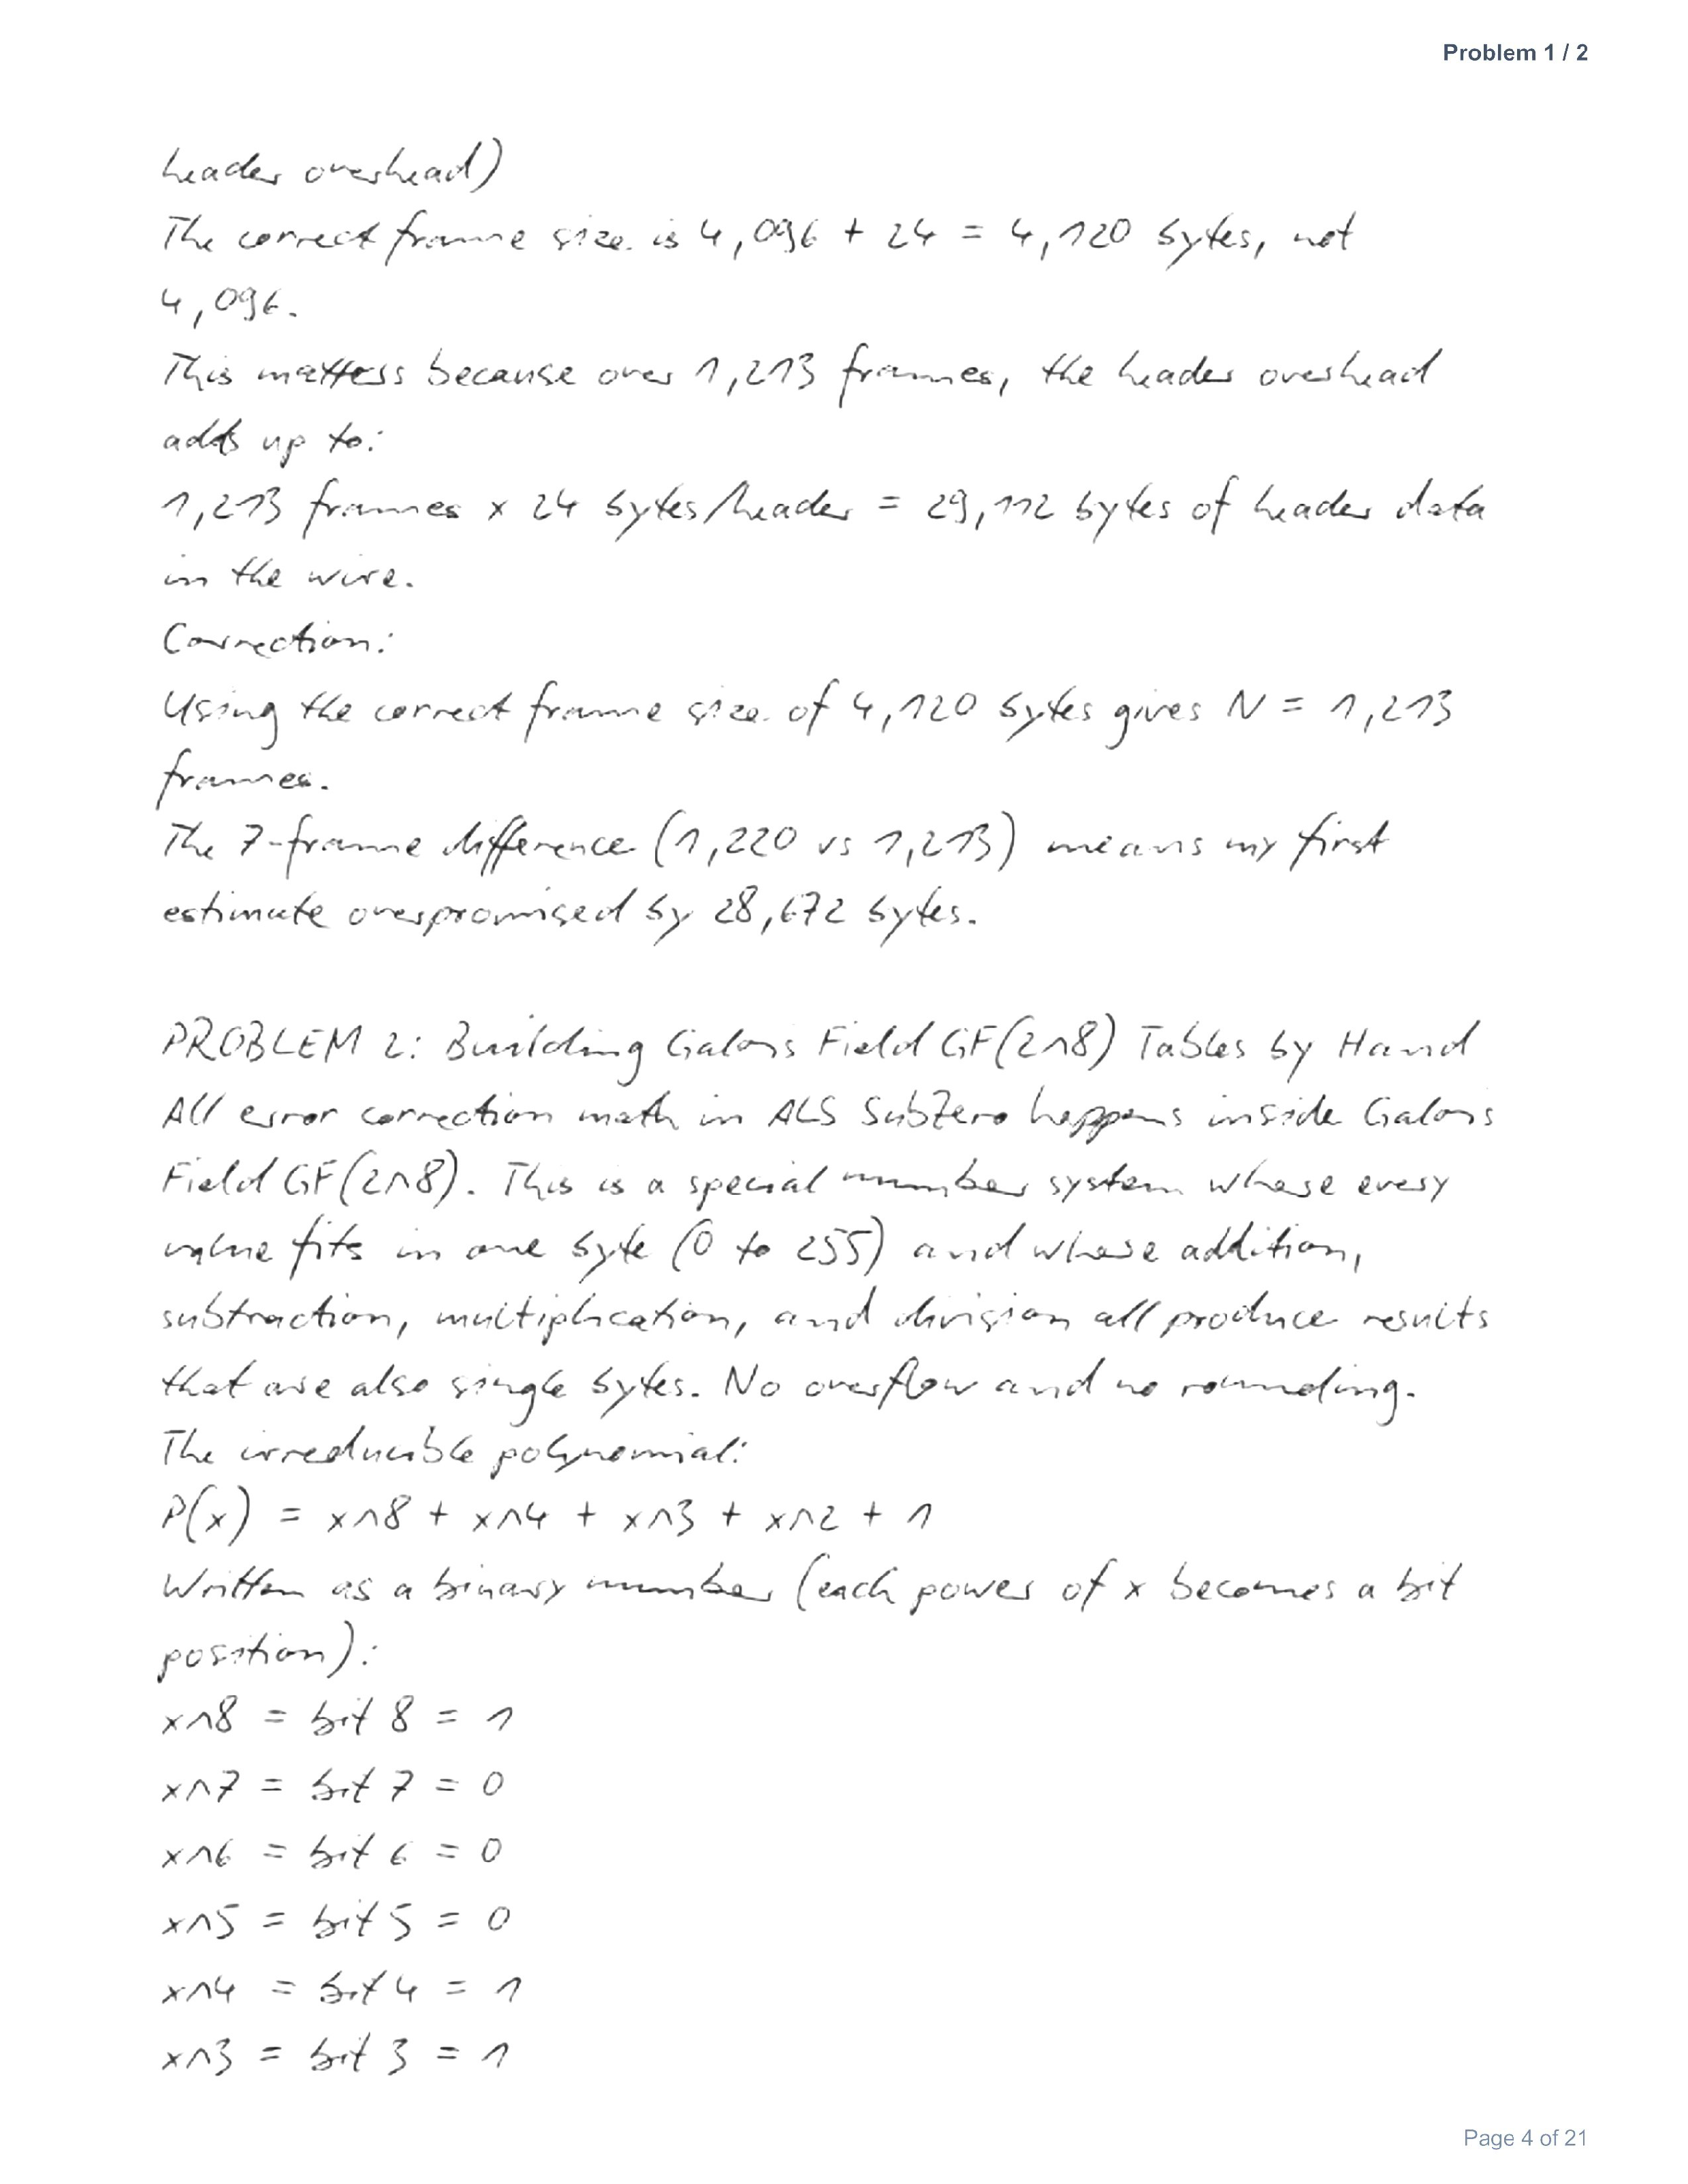 Problem 1 / 2
header overhead)
The correct frame size is 4,096 + 24 = 4,120 bytes, not
4,096.
This matters because over 1,213 frames, the header overhead
adds up to:
1,213 frames x 24 bytes/header = 29,112 bytes of header data
in the wire.
Correction:
Using the correct frame size of 4,120 bytes gives N = 1,213
frames.
The 7-frame difference (1,220 vs 1,213) means my first
estimate overpromised by 28,672 bytes.
PROBLEM 2: Building Galois Field GF(2^8) Tables by Hand
All error correction math in ALS SubZero happens inside Galois
Field GF(2^8). This is a special number system whose every
value fits in one byte (0 to 255) and whose addition,
subtraction, multiplication, and division all produce results
that are also single bytes. No overflow and no rounding.
The irreducible polynomial:
P(x) = x^8 + x^4 + x^3 + x^2 + 1
Written as a binary number (each power of x becomes a bit
position):
x^8 = bit 8 = 1
x^7 = bit 7 = 0
x^6 = bit 6 = 0
x^5 = bit 5 = 0
x^4 = bit 4 = 1
x^3 = bit 3 = 1
Page 4 of 21